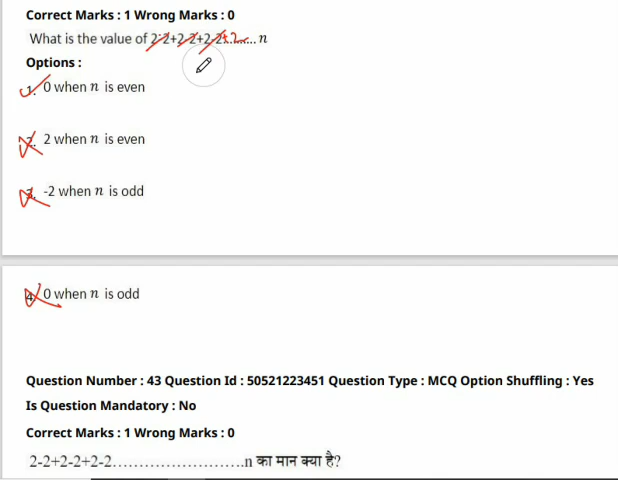 Correct Marks : 1 Wrong Marks : 0
What is the value of 2-2+2-2+2-2+2...... n
Options :
1. 0 when n is even
2. 2 when n is even
3. -2 when n is odd
4. 0 when n is odd
Question Number : 43 Question Id : 50521223451 Question Type : MCQ Option Shuffling : Yes
Is Question Mandatory : No
Correct Marks : 1 Wrong Marks : 0
2-2+2-2+2-2..........................n का मान क्या है?